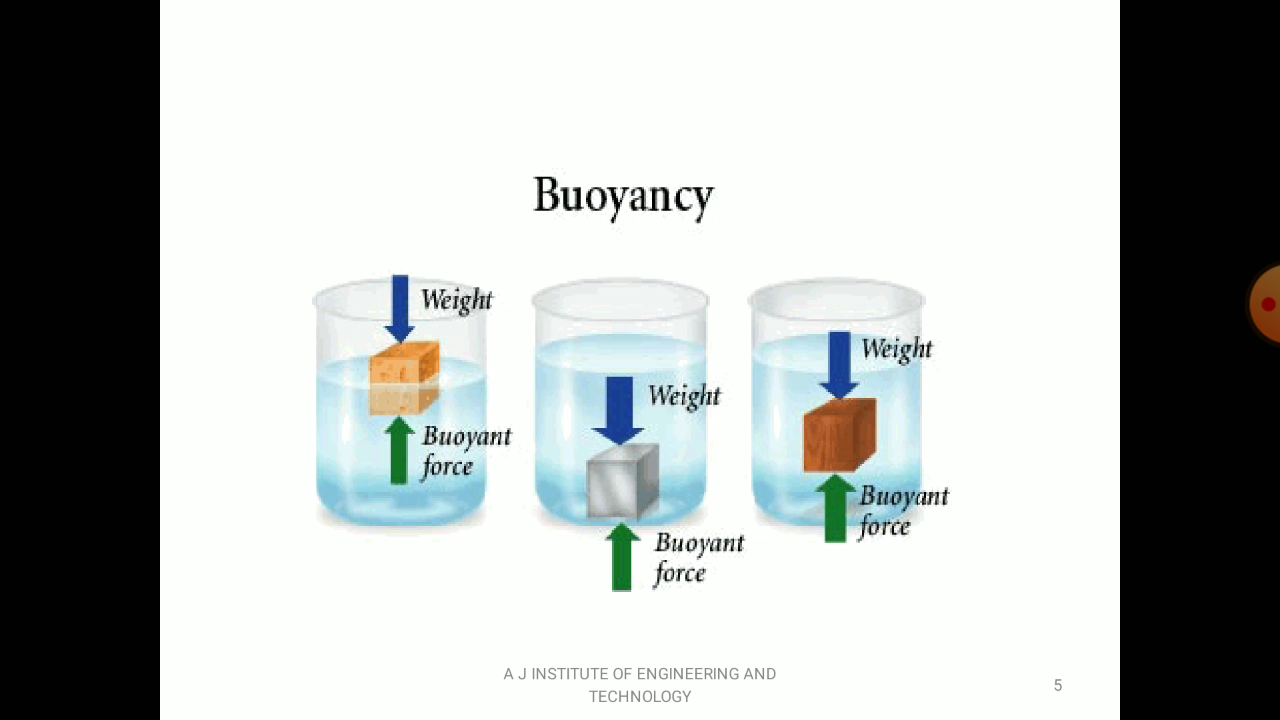 Buoyancy
Weight
Buoyant
force
Weight
Buoyant
force
Weight
Buoyant
force
A J INSTITUTE OF ENGINEERING AND
TECHNOLOGY
5